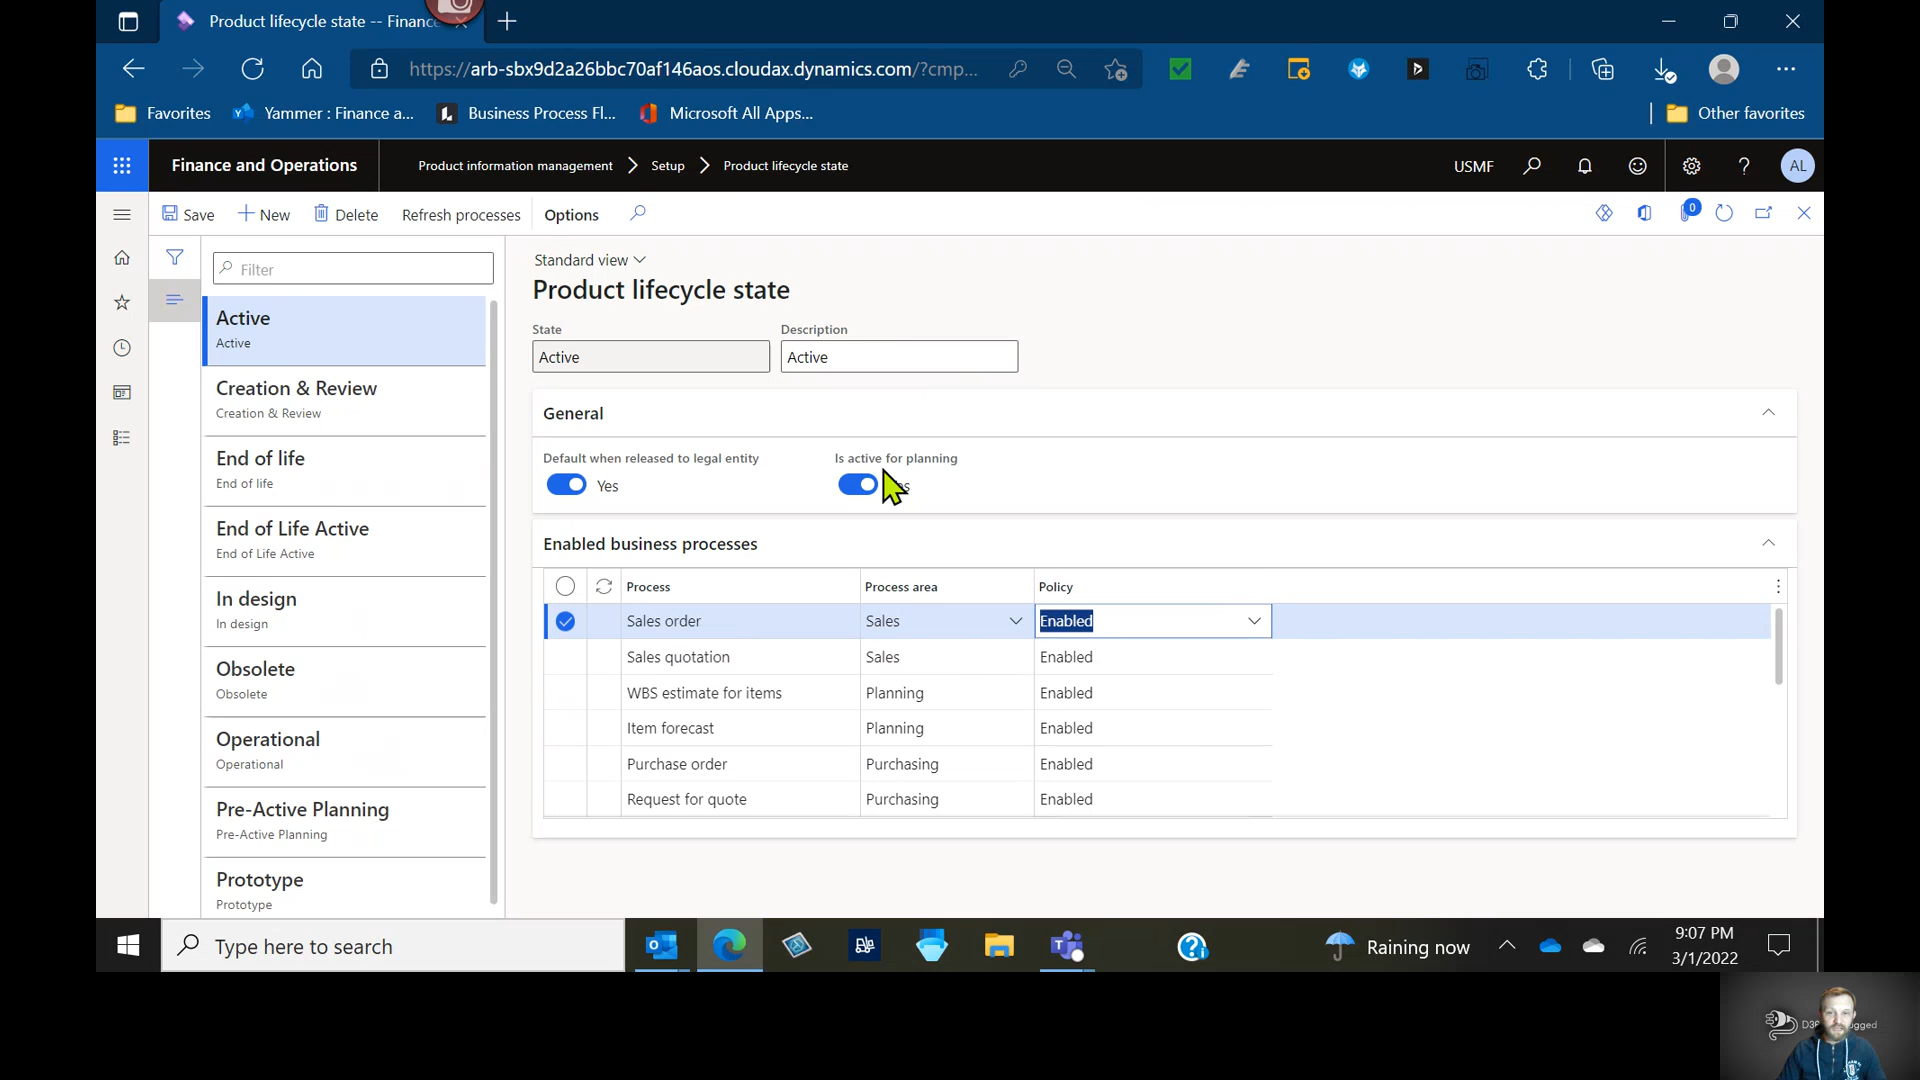 Product lifecycle state -- Financ
https://arb-sbx9d2a26bbc70af146aos.cloudax.dynamics.com/?cmp...
Favorites
Yammer : Finance a...
Business Process Fl...
Microsoft All Apps...
Other favorites
Finance and Operations
Product information management
Setup
Product lifecycle state
USMF
?
AL
Save
New
Delete
Refresh processes
Options
0
Filter
Active
Active
Creation & Review
Creation & Review
End of life
End of life
End of Life Active
End of Life Active
In design
In design
Obsolete
Obsolete
Operational
Operational
Pre-Active Planning
Pre-Active Planning
Prototype
Prototype
Standard view
Product lifecycle state
State
Description
Active
Active
General
Default when released to legal entity
Is active for planning
Yes
Enabled business processes
Process
Process area
Policy
Sales order
Sales
Enabled
Sales quotation
Sales
Enabled
WBS estimate for items
Planning
Enabled
Item forecast
Planning
Enabled
Purchase order
Purchasing
Enabled
Request for quote
Purchasing
Enabled
Type here to search
Raining now
9:07 PM
3/1/2022